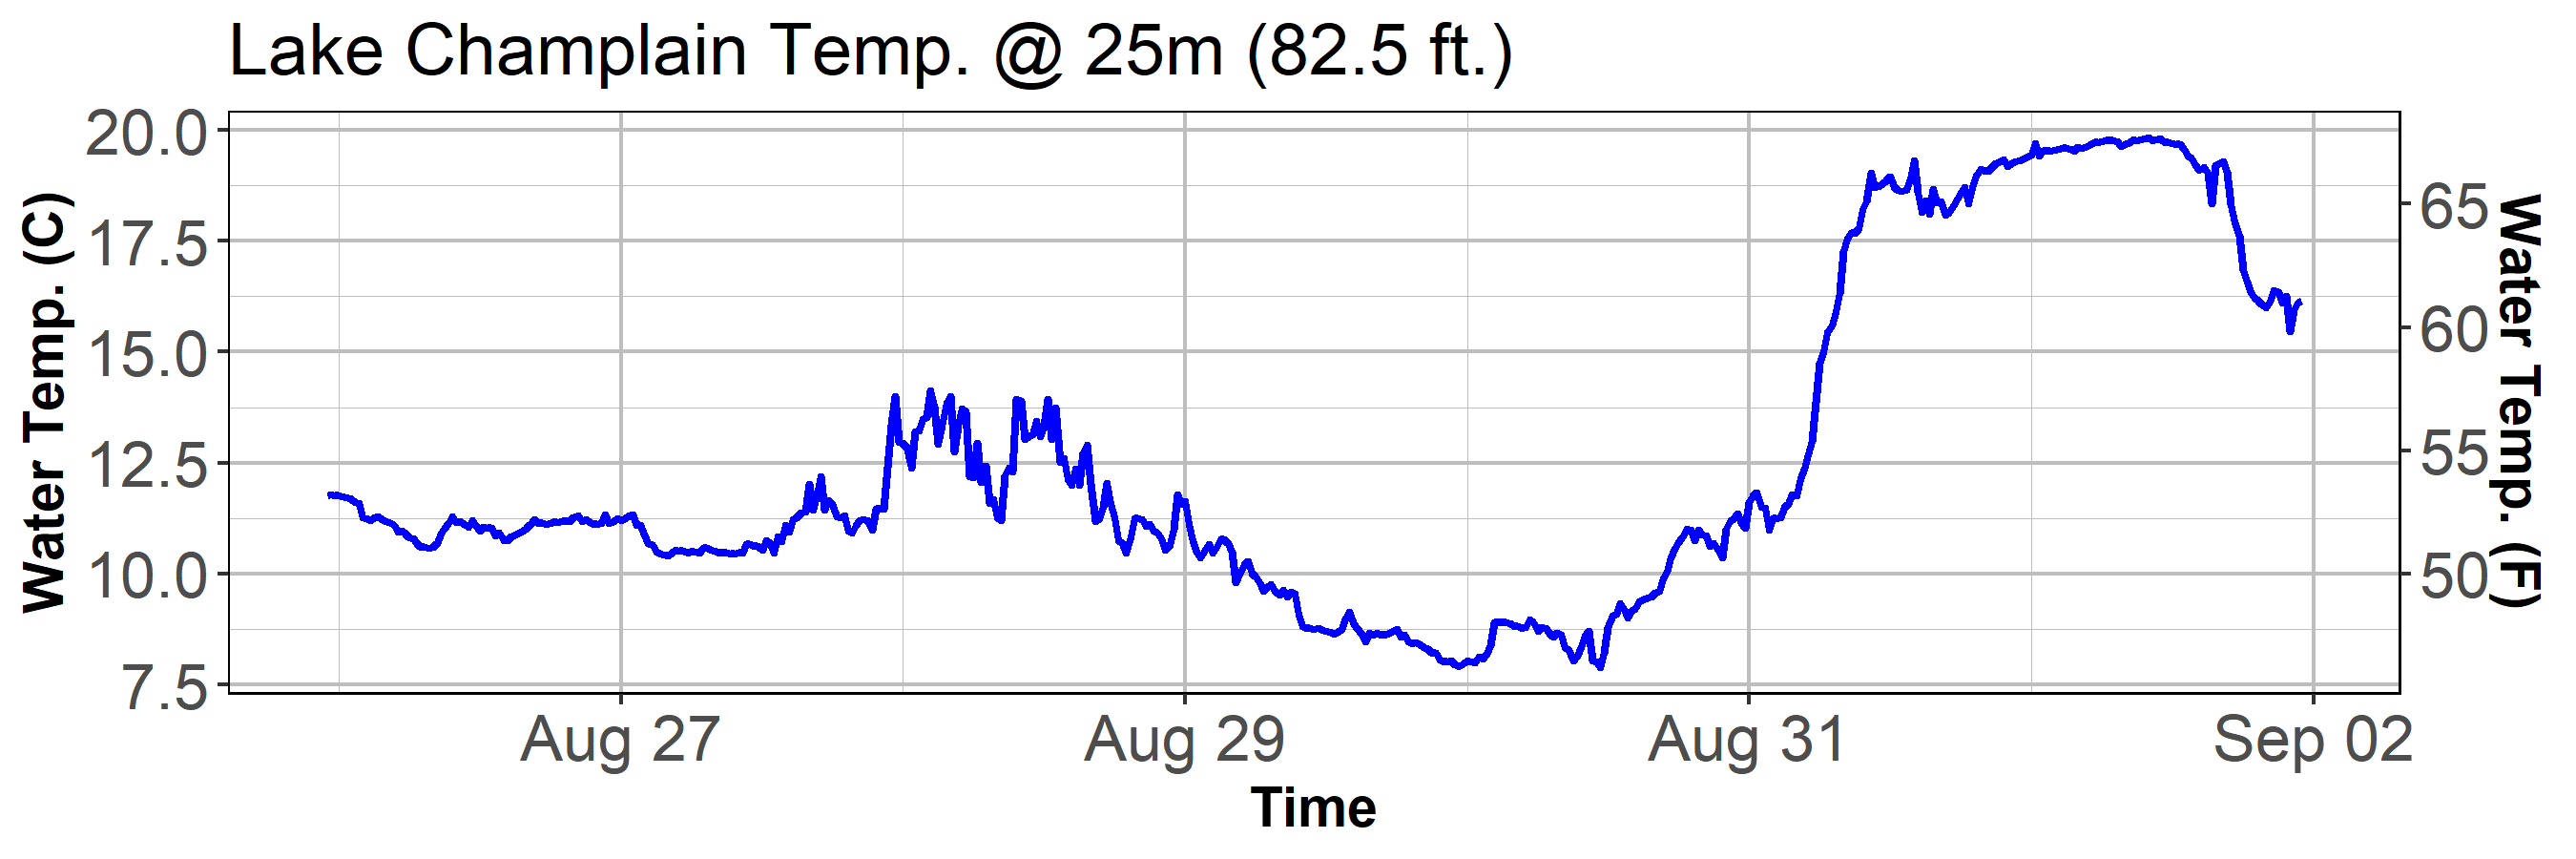 Lake Champlain Temp. @ 25m (82.5 ft.)
Water Temp. (C)
20.0
17.5
15.0
12.5
10.0
7.5
65
60
55
50
Water Temp. (F)
Aug 27 Aug 29 Aug 31 Sep 02
Time